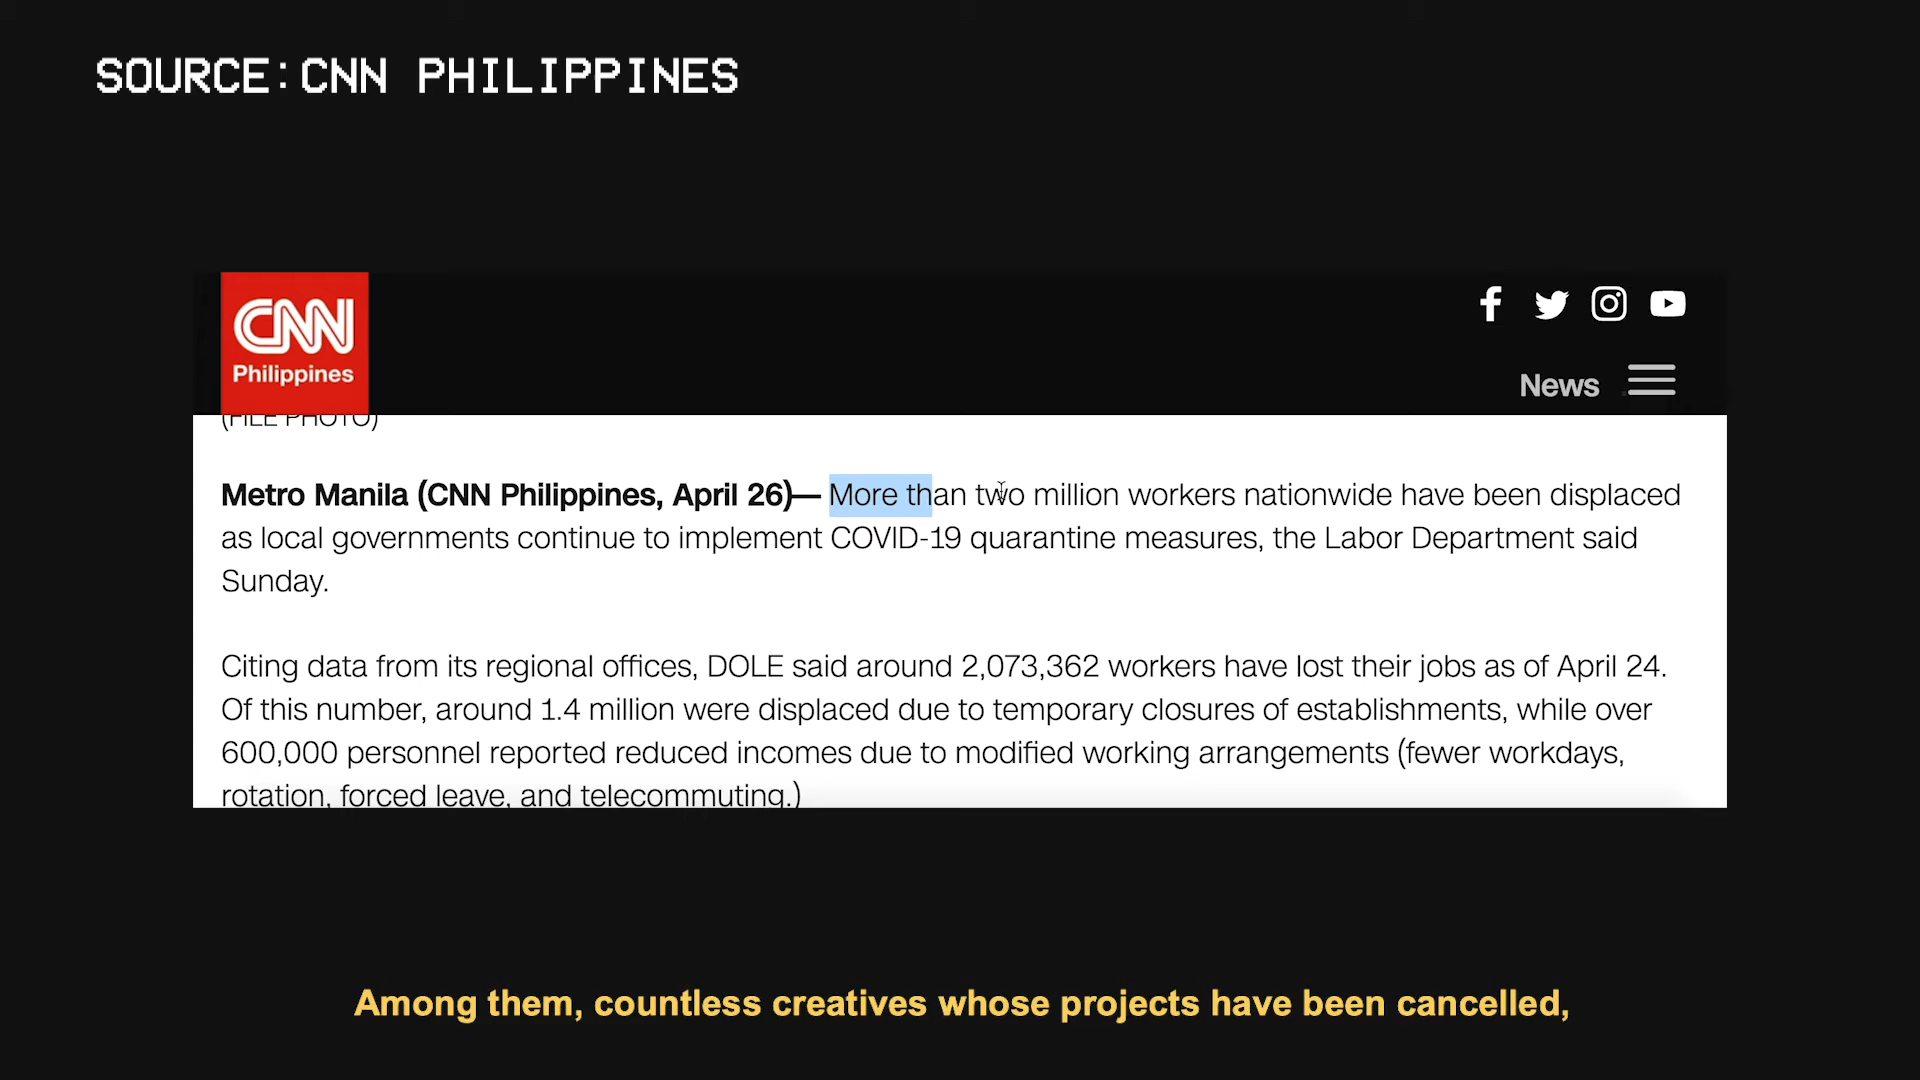 SOURCE:CNN PHILIPPINES
CNN
Philippines
News
(FILE PHOTO)
Metro Manila (CNN Philippines, April 26)— More than two million workers nationwide have been displaced
as local governments continue to implement COVID-19 quarantine measures, the Labor Department said
Sunday.
Citing data from its regional offices, DOLE said around 2,073,362 workers have lost their jobs as of April 24.
Of this number, around 1.4 million were displaced due to temporary closures of establishments, while over
600,000 personnel reported reduced incomes due to modified working arrangements (fewer workdays,
rotation, forced leave, and telecommuting.)
Among them, countless creatives whose projects have been cancelled,